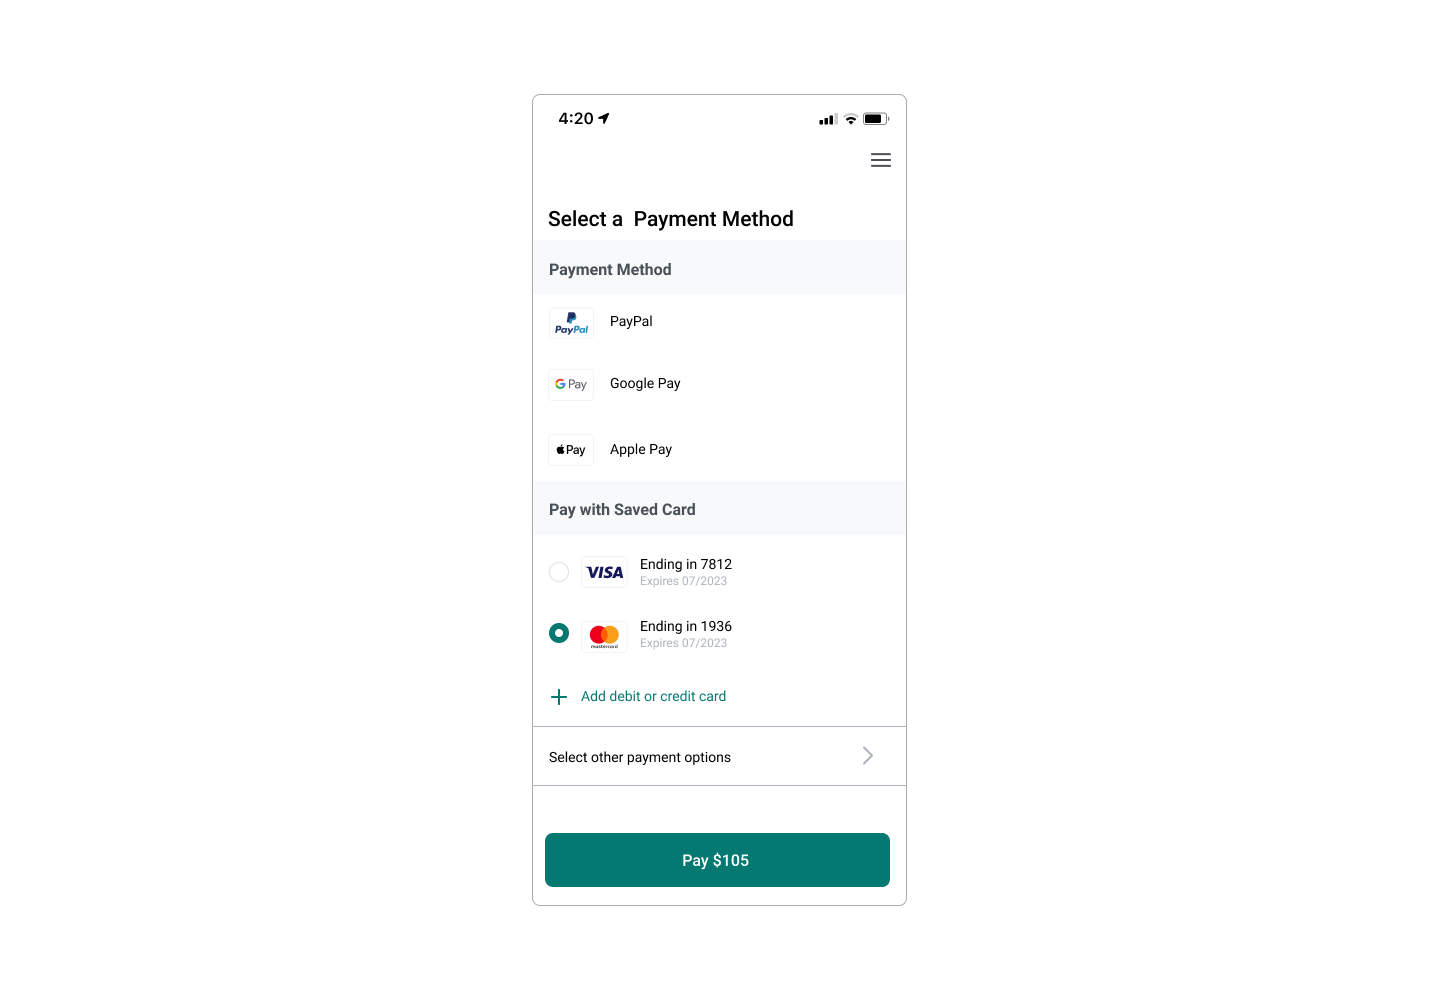 4:20
Select a  Payment Method
Payment Method
PayPal PayPal
G Pay Google Pay
Pay Apple Pay
Pay with Saved Card
VISA Ending in 7812
Expires 07/2023
Ending in 1936
mastercard Expires 07/2023
Add debit or credit card
Select other payment options
Pay $105